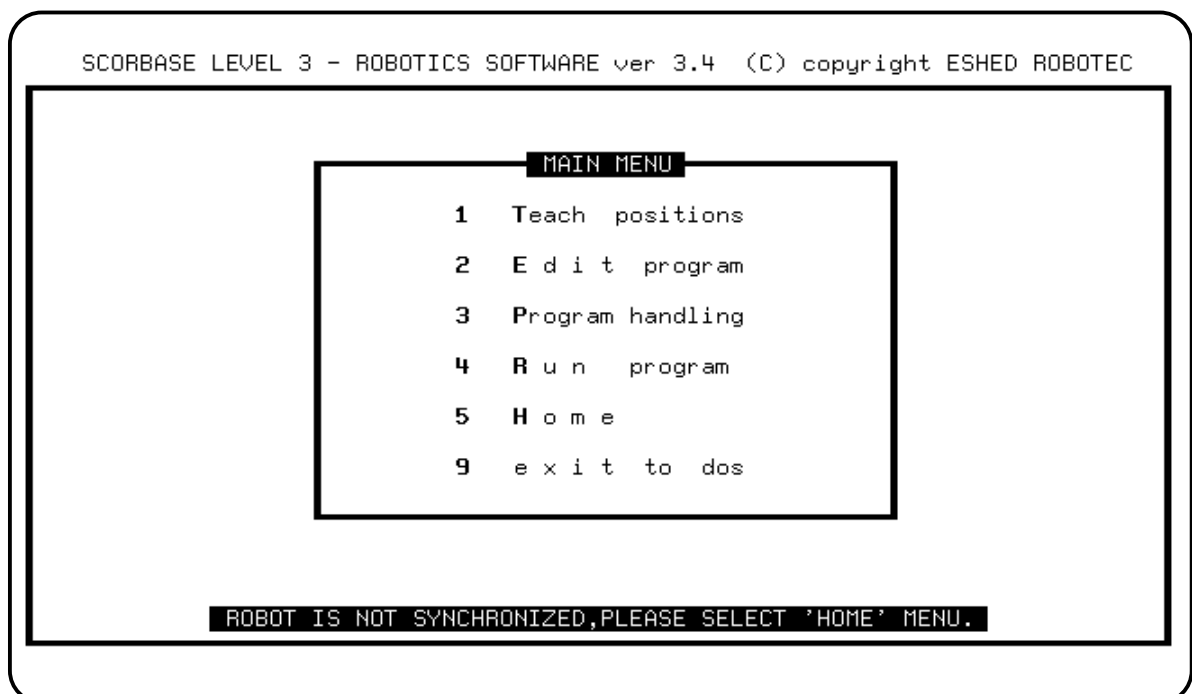 SCORBASE LEVEL 3 - ROBOTICS SOFTWARE ver 3.4 (C) copyright ESHED ROBOTEC
MAIN MENU
1 Teach positions
2 E d i t program
3 Program handling
4 R u n program
5 H o m e
9 e x i t to dos
ROBOT IS NOT SYNCHRONIZED,PLEASE SELECT 'HOME' MENU.